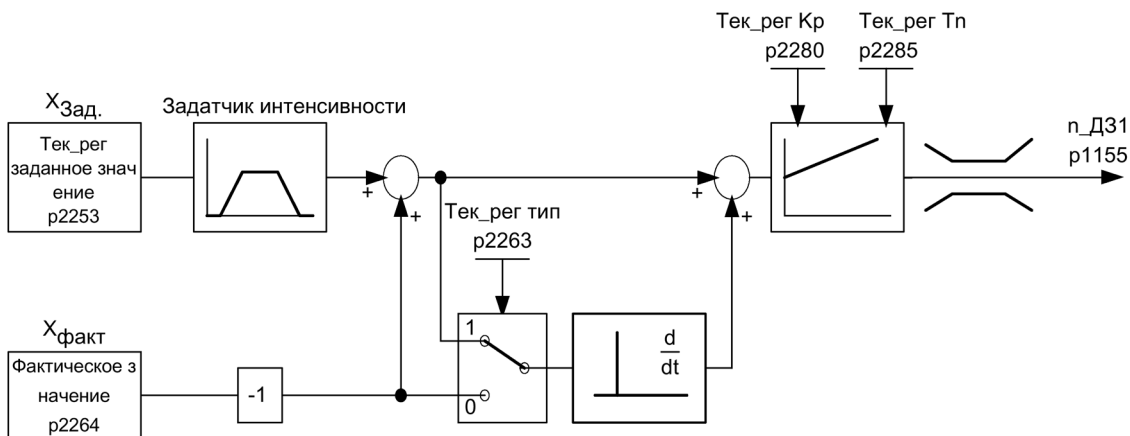 Тек_рег Kp
p2280
Тек_рег Tn
p2285
XЗад.
Задатчик интенсивности
Тек_рег
заданное знач
ение
p2253
+
+
+
+
n_ДЗ1
p1155
Тек_рег тип
p2263
Xфакт
Фактическое з
начение
p2264
-1
1
0
d
dt